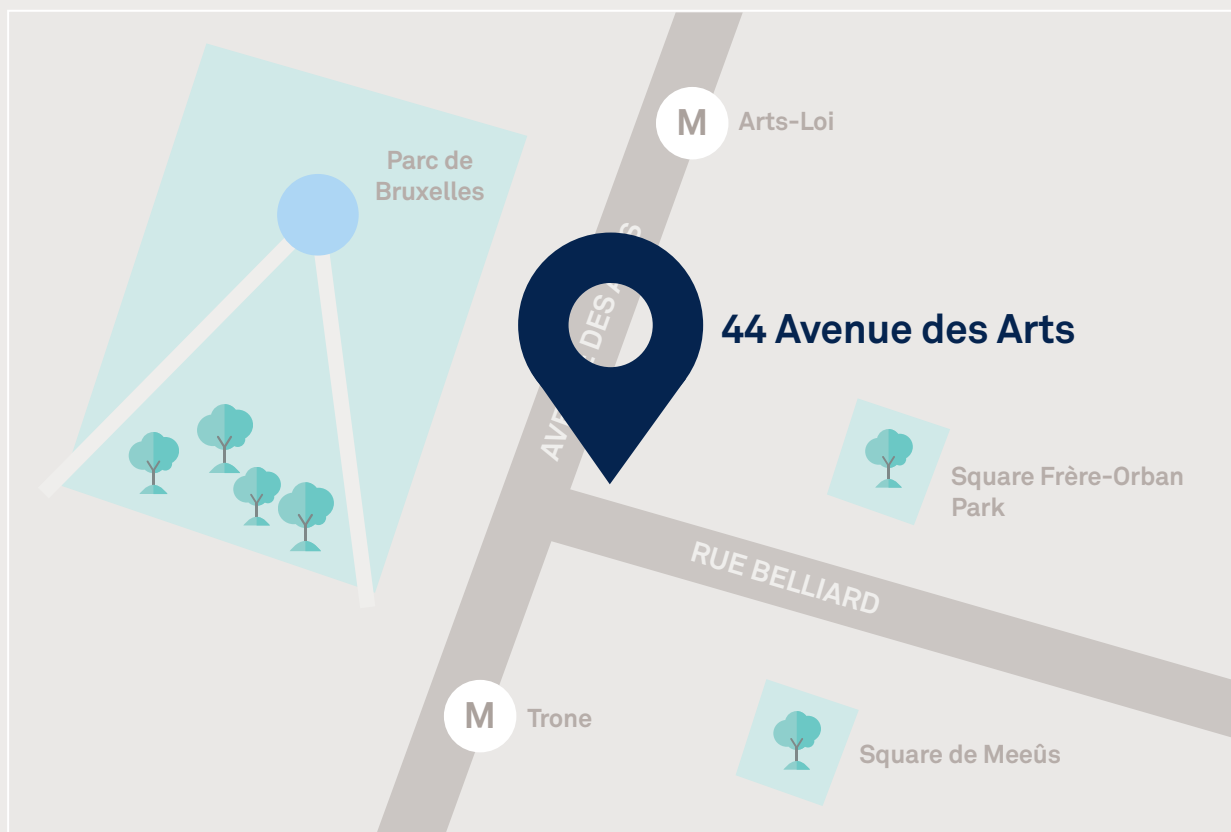 M
Arts-Loi
Parc de
Bruxelles
DES
44 Avenue des Arts
Square Frère-Orban
Park
RUE BELLIARD
M
Trone
Square de Meeûs